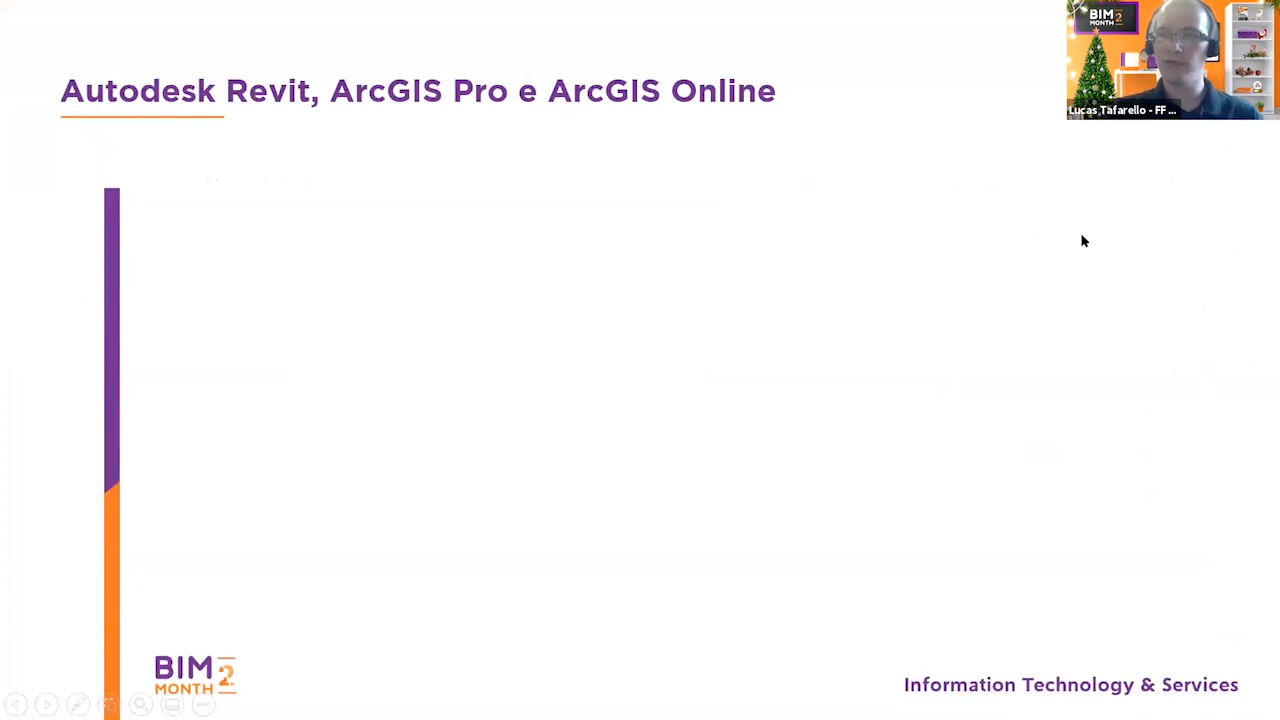 BIM 2
MONTH
Lucas Tafarello - FF ...
Autodesk Revit, ArcGIS Pro e ArcGIS Online
BIM 2
MONTH
Information Technology & Services